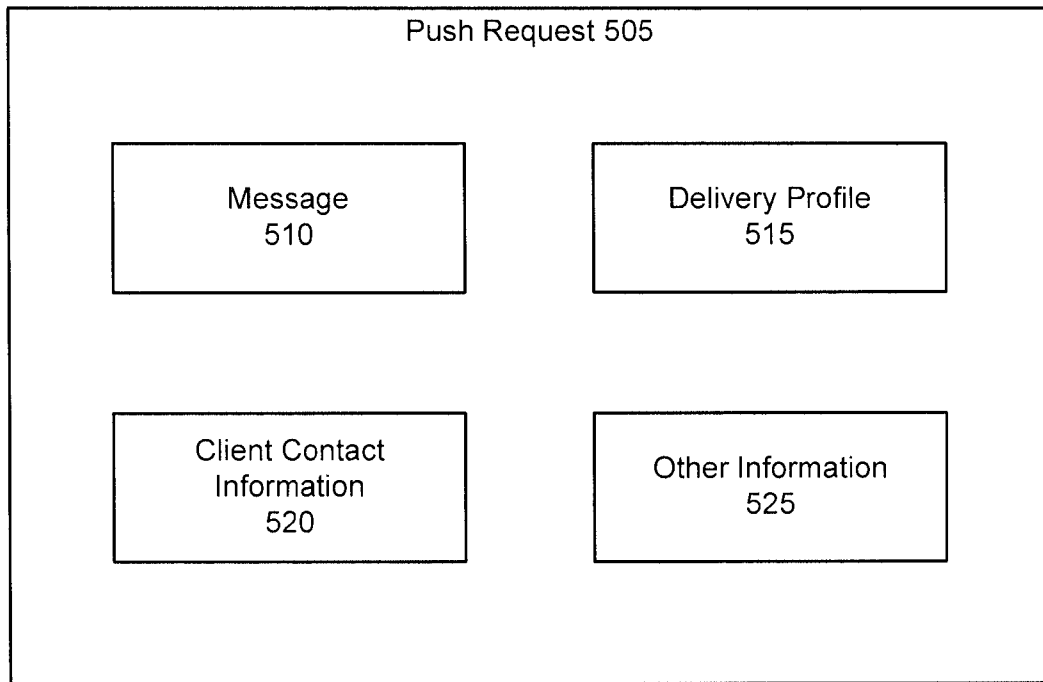 Push Request 505
Message
510
Delivery Profile
515
Client Contact
Information
520
Other Information
525